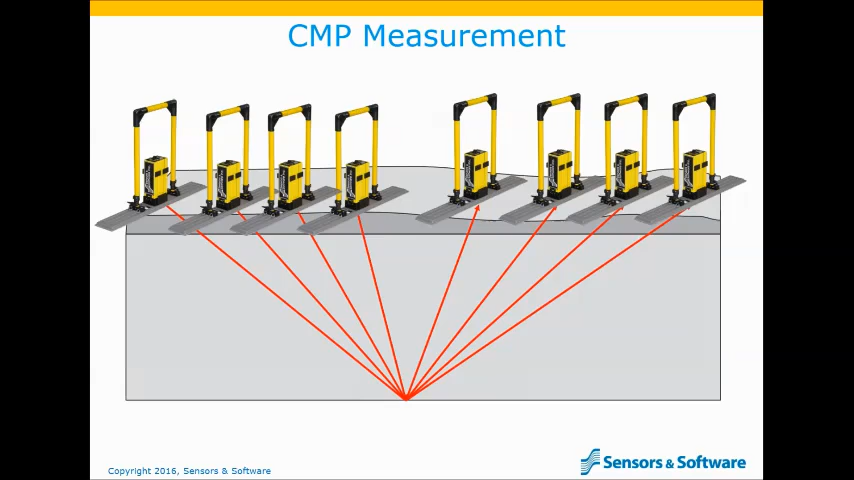 CMP Measurement
Copyright 2016, Sensors & Software
Sensors & Software